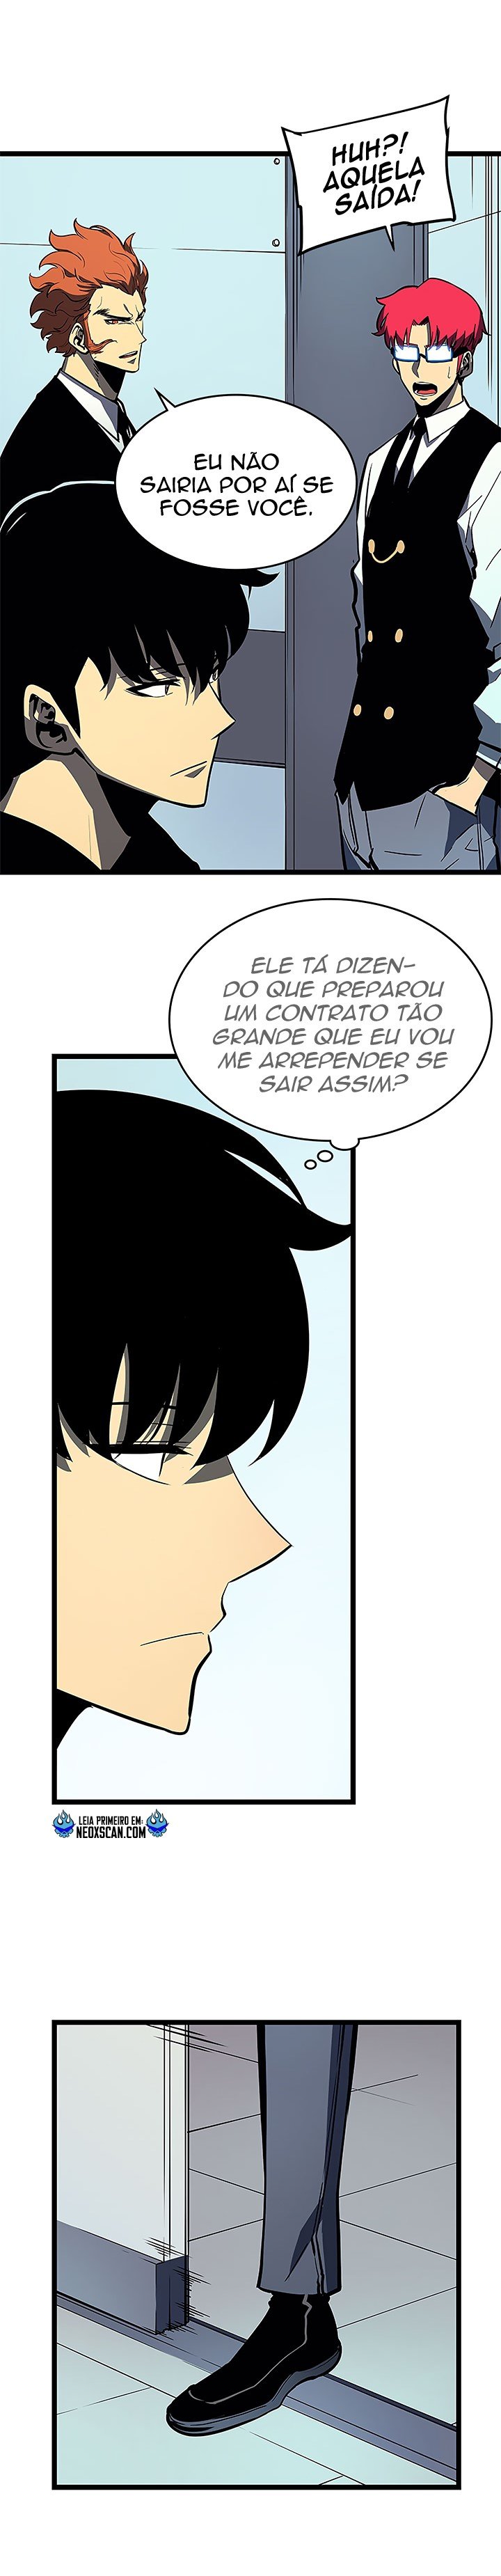 HUH?!
AQUELA
SAÍDA!
EU NÃO
SAIRIA POR AÍ SE
FOSSE VOCÊ.
ELE TÁ DIZEN-
DO QUE PREPAROU
UM CONTRATO TÃO
GRANDE QUE EU VOU
ME ARREPENDER SE
SAIR ASSIM?
LEIA PRIMEIRO EM:
NEOXSCAN.COM